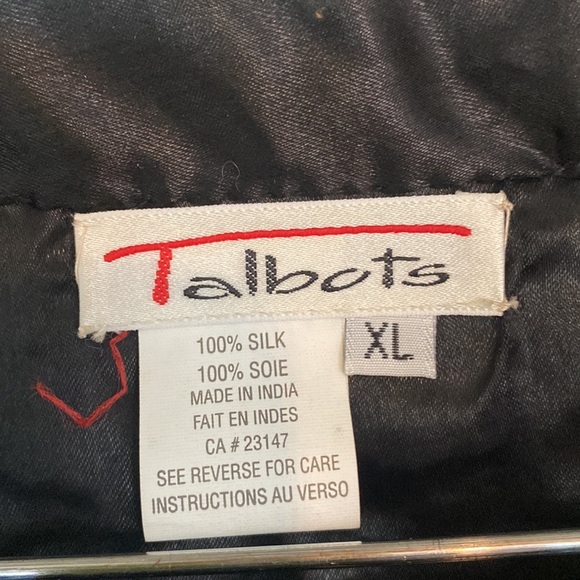 Talbots
XL
100% SILK
100% SOIE
MADE IN INDIA
FAIT EN INDES
CA # 23147
SEE REVERSE FOR CARE
INSTRUCTIONS AU VERSO